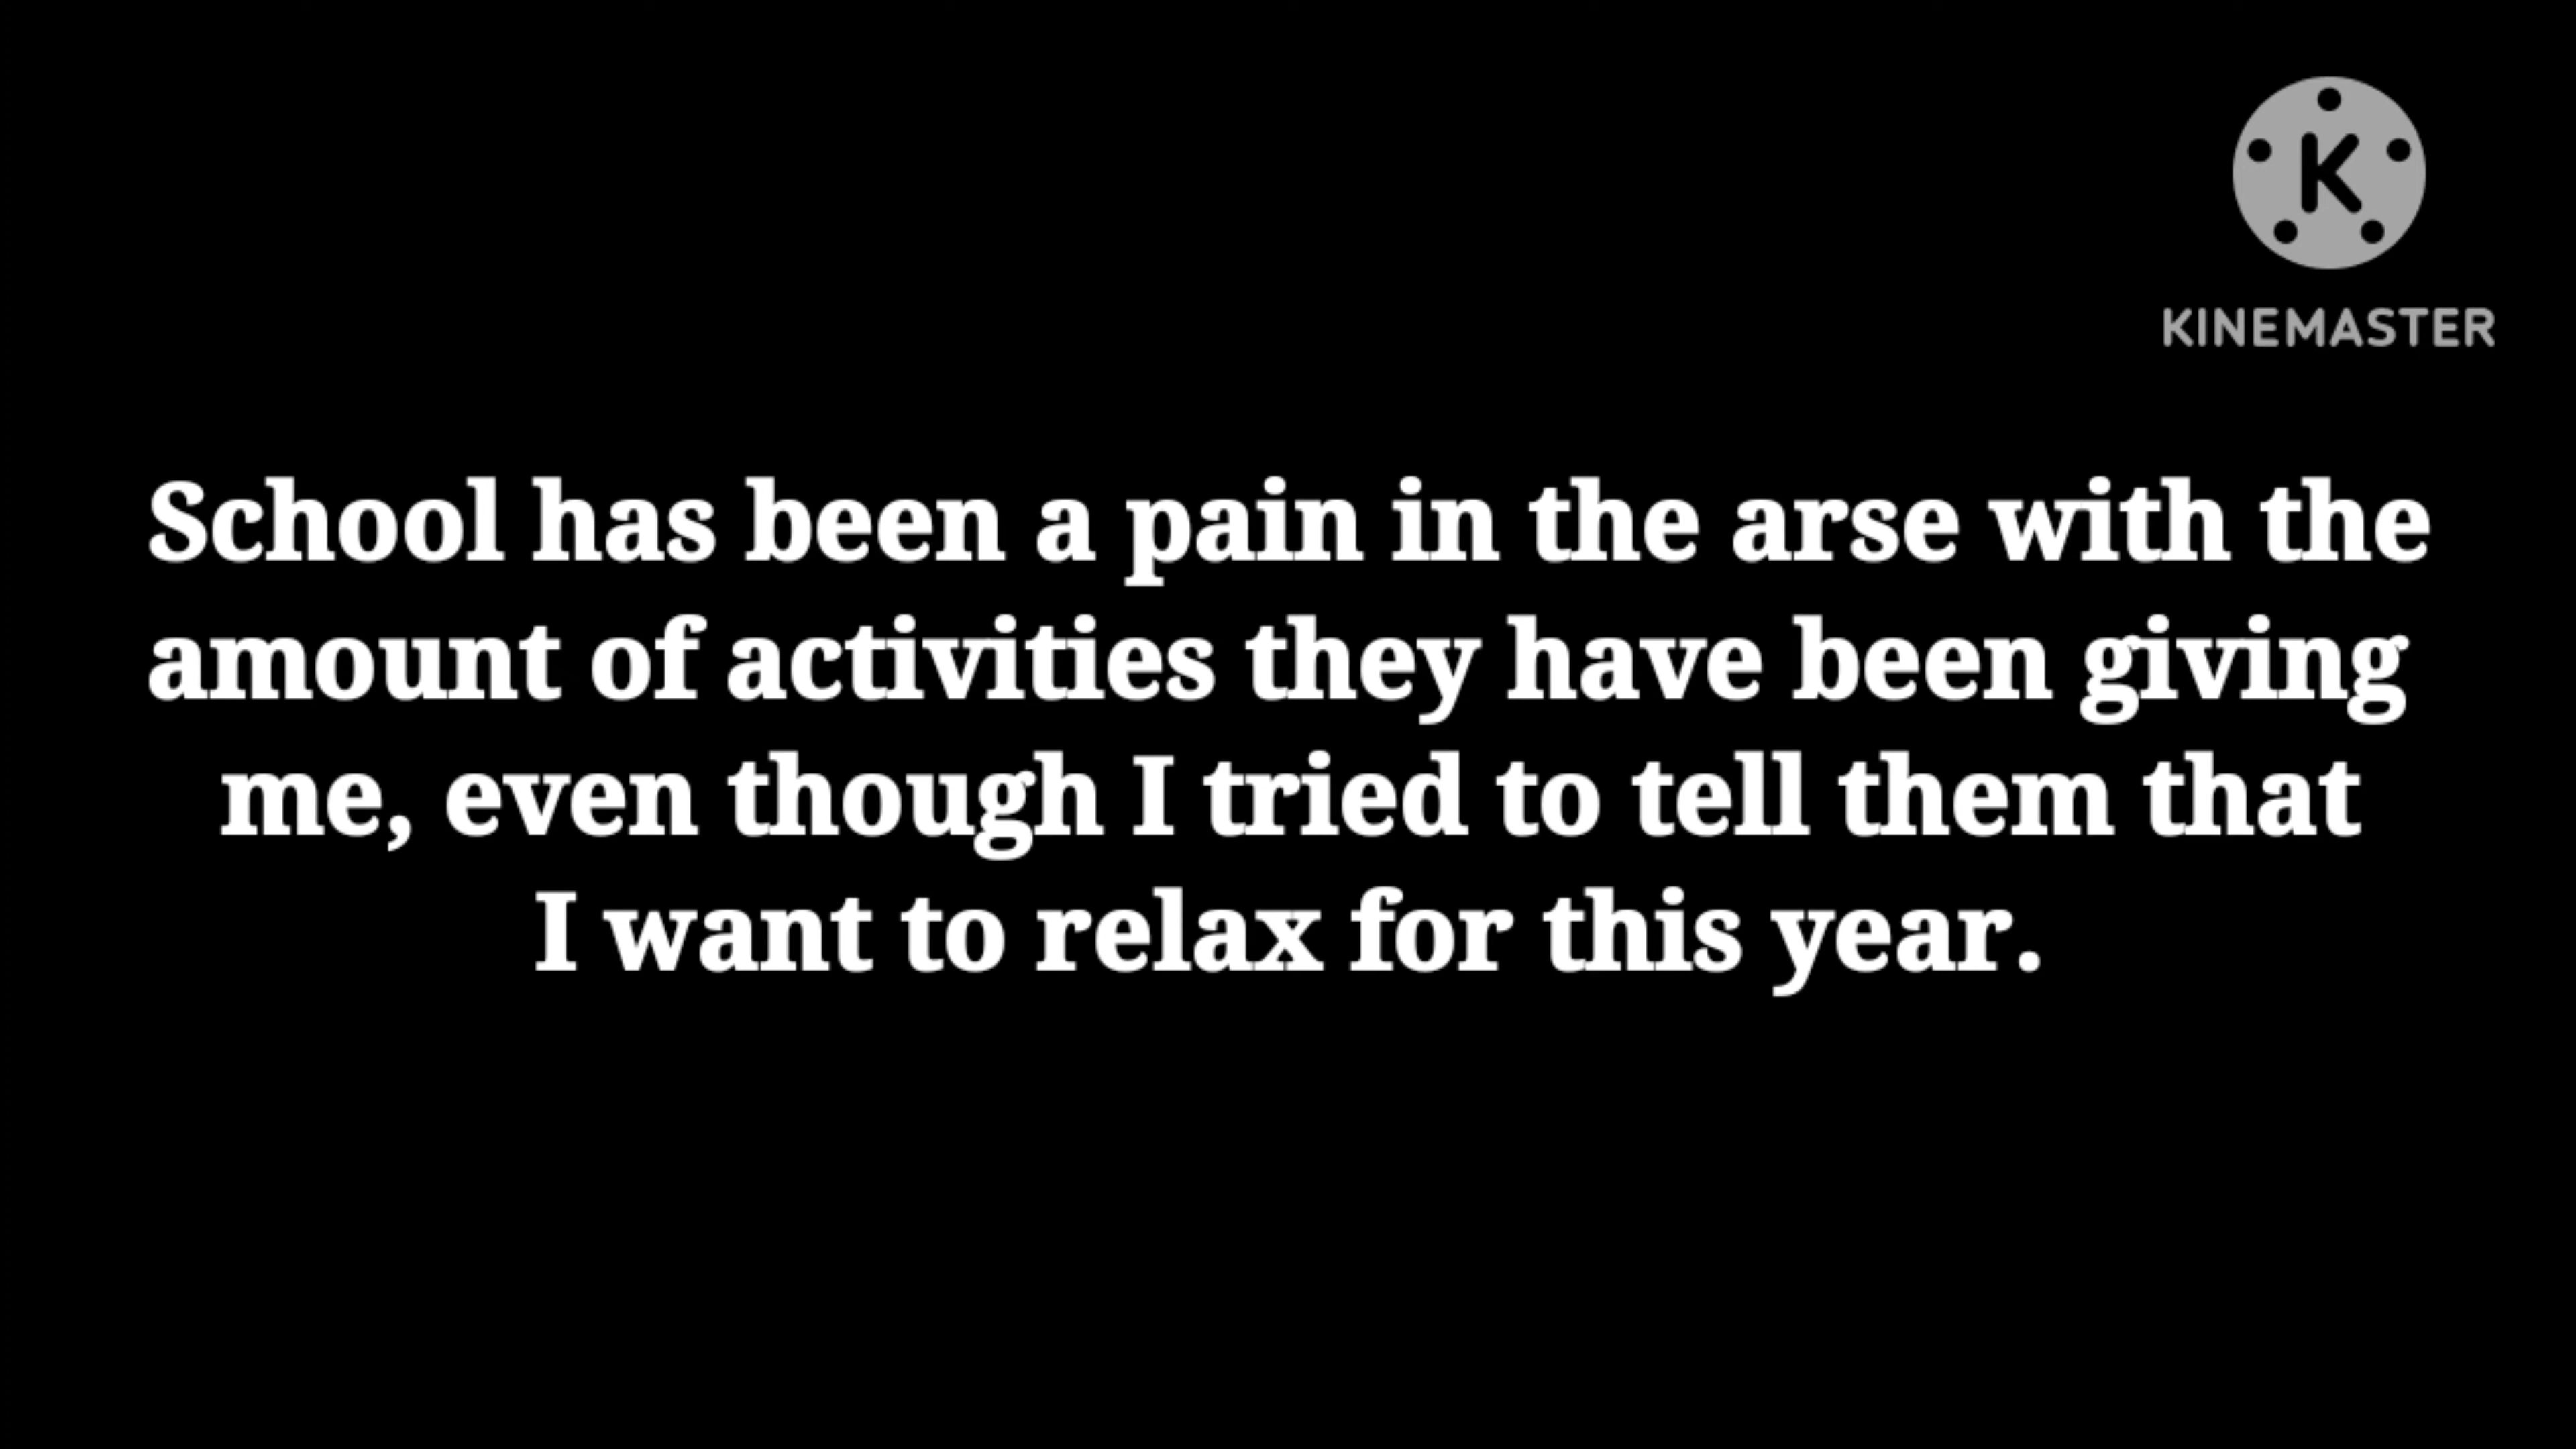 K
KINEMASTER
School has been a pain in the arse with the
amount of activities they have been giving
me, even though I tried to tell them that
I want to relax for this year.